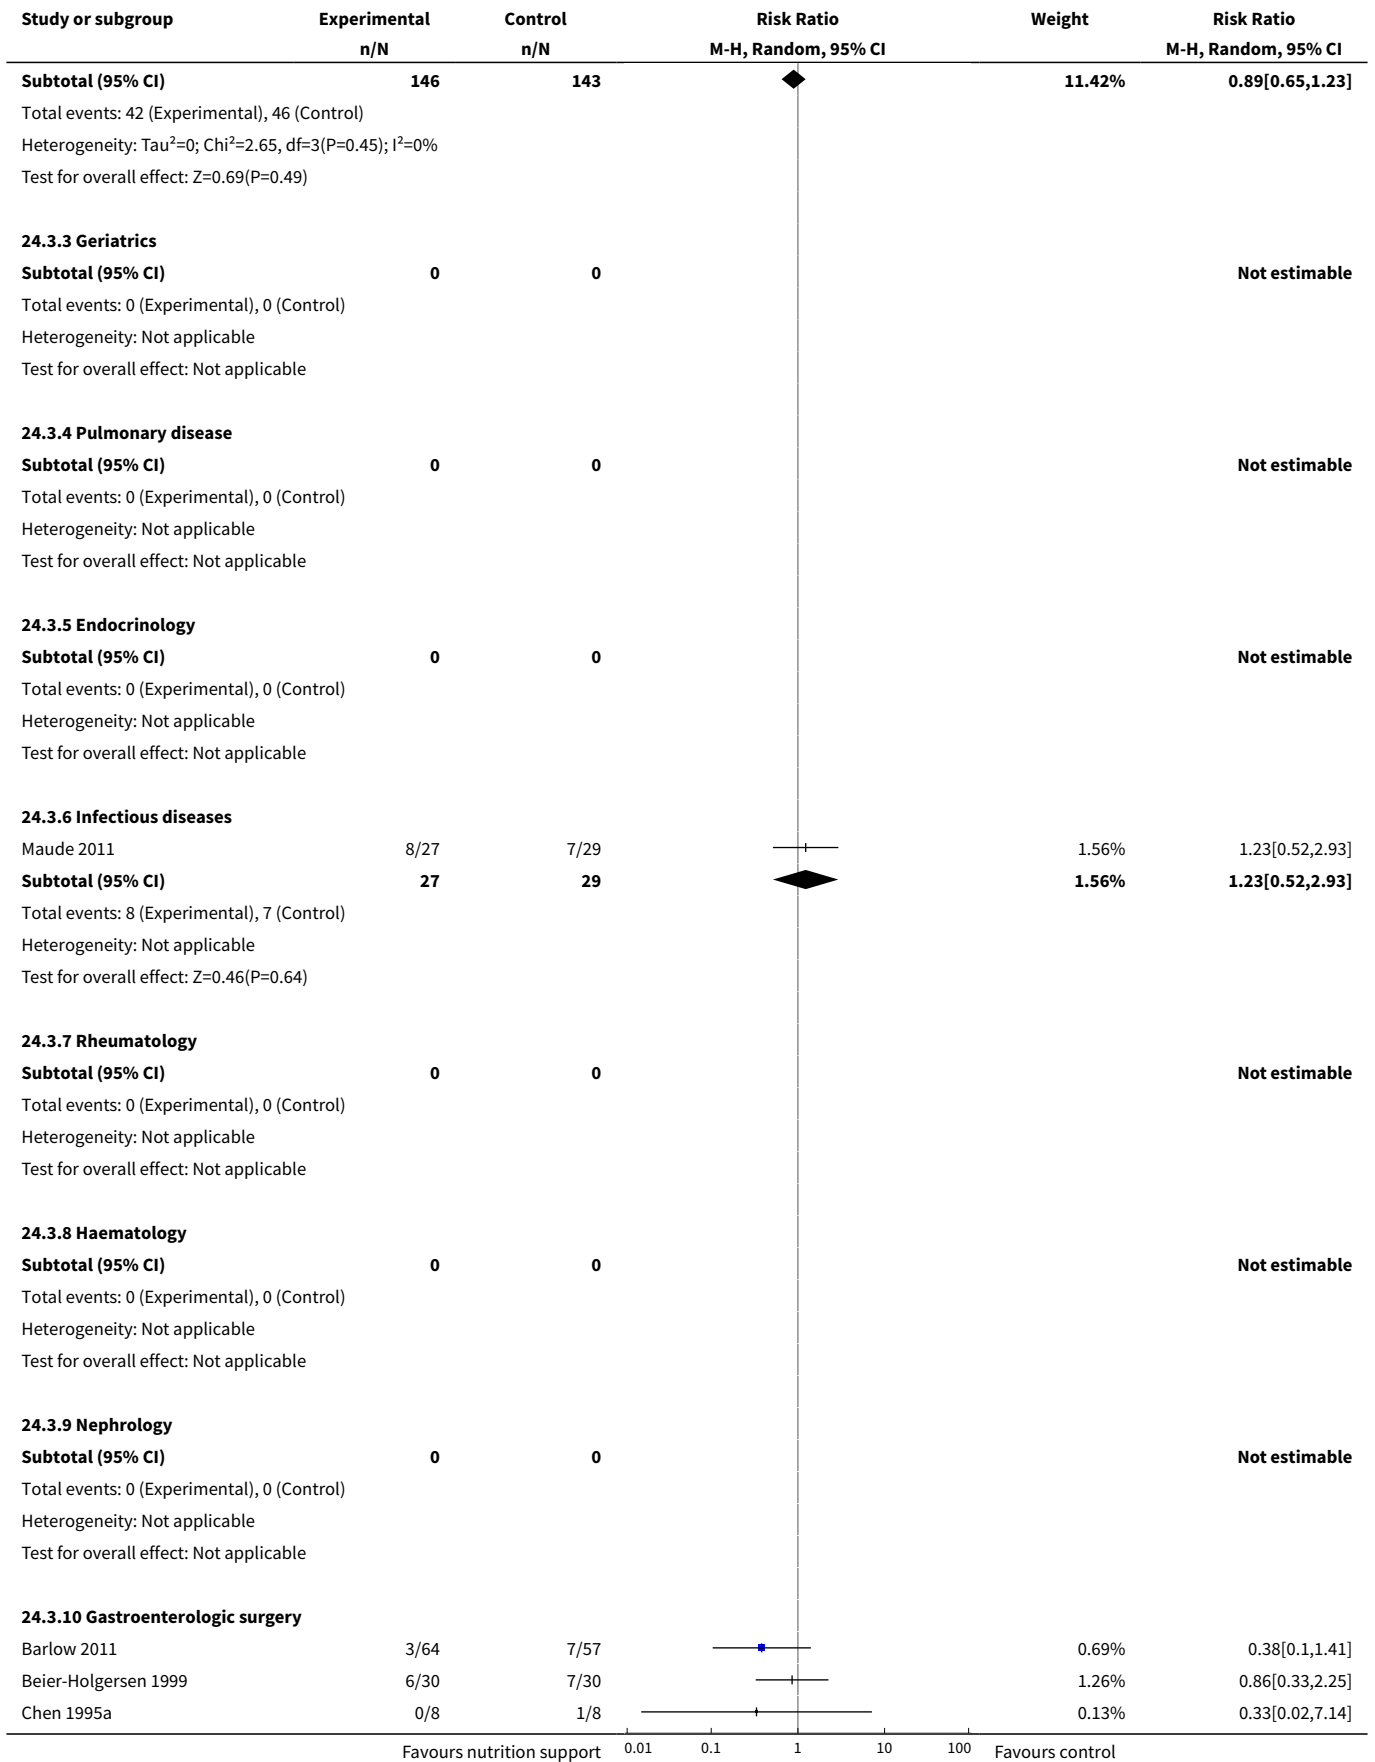 Study or subgroup Experimental Control Risk Ratio Weight Risk Ratio
n/N n/N M-H, Random, 95% CI M-H, Random, 95% CI
Subtotal (95% CI) 146 143 11.42% 0.89[0.65,1.23]
Total events: 42 (Experimental), 46 (Control)
Heterogeneity: Tau²=0; Chi²=2.65, df=3(P=0.45); I²=0%
Test for overall effect: Z=0.69(P=0.49)
24.3.3 Geriatrics
Subtotal (95% CI) 0 0 Not estimable
Total events: 0 (Experimental), 0 (Control)
Heterogeneity: Not applicable
Test for overall effect: Not applicable
24.3.4 Pulmonary disease
Subtotal (95% CI) 0 0 Not estimable
Total events: 0 (Experimental), 0 (Control)
Heterogeneity: Not applicable
Test for overall effect: Not applicable
24.3.5 Endocrinology
Subtotal (95% CI) 0 0 Not estimable
Total events: 0 (Experimental), 0 (Control)
Heterogeneity: Not applicable
Test for overall effect: Not applicable
24.3.6 Infectious diseases
Maude 2011 8/27 7/29 1.56% 1.23[0.52,2.93]
Subtotal (95% CI) 27 29 1.56% 1.23[0.52,2.93]
Total events: 8 (Experimental), 7 (Control)
Heterogeneity: Not applicable
Test for overall effect: Z=0.46(P=0.64)
24.3.7 Rheumatology
Subtotal (95% CI) 0 0 Not estimable
Total events: 0 (Experimental), 0 (Control)
Heterogeneity: Not applicable
Test for overall effect: Not applicable
24.3.8 Haematology
Subtotal (95% CI) 0 0 Not estimable
Total events: 0 (Experimental), 0 (Control)
Heterogeneity: Not applicable
Test for overall effect: Not applicable
24.3.9 Nephrology
Subtotal (95% CI) 0 0 Not estimable
Total events: 0 (Experimental), 0 (Control)
Heterogeneity: Not applicable
Test for overall effect: Not applicable
24.3.10 Gastroenterologic surgery
Barlow 2011 3/64 7/57 0.69% 0.38[0.1,1.41]
Beier-Holgersen 1999 6/30 7/30 1.26% 0.86[0.33,2.25]
Chen 1995a 0/8 1/8 0.13% 0.33[0.02,7.14]
Favours nutrition support 0.01 0.1 1 10 100 Favours control